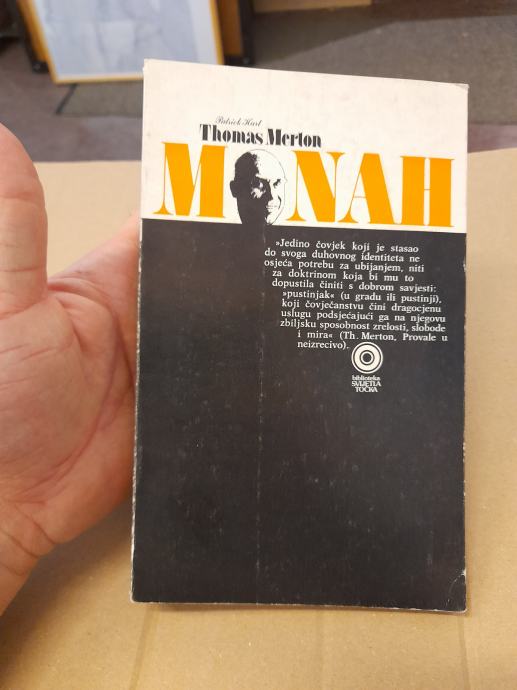 Patrick Hart
Thomas Merton
MONAH
»Jedino čovjek koji je stasao
do svoga duhovnog identiteta ne
osjeća potrebu za ubijanjem, niti
za doktrinom koja bi mu to
dopustila činiti s dobrom savjesti:
»pustinjak« (u gradu ili pustinji),
koji čovječanstvu čini dragocjenu
uslugu podsjećajući ga na njegovu
zbiljsku sposobnost zrelosti, slobode
i mira« (Th. Merton, Provale u
neizrecivo).
biblioteka
SVIJETLA
TOČKA